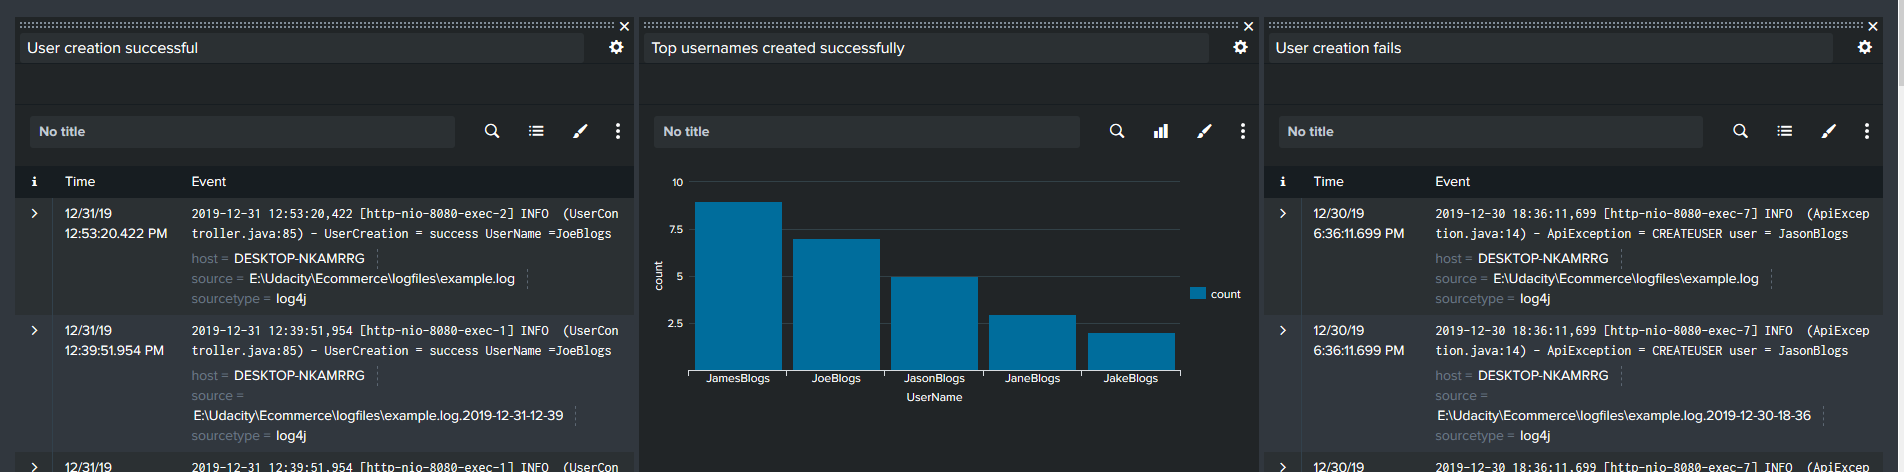 User creation successful
No title
i Time Event
12/31/19 2019-12-31 12:53:20,422 [http-nio-8080-exec-2] INFO (UserCon
12:53:20.422 PM troller.java:85) - UserCreation = success UserName =JoeBlogs
host = DESKTOP-NKAMRRG
source = E:\Udacity\Ecommerce\logfiles\example.log
sourcetype = log4j
12/31/19 2019-12-31 12:39:51,954 [http-nio-8080-exec-1] INFO (UserCon
12:39:51.954 PM troller.java:85) - UserCreation = success UserName =JoeBlogs
host = DESKTOP-NKAMRRG
source =
E:\Udacity\Ecommerce\logfiles\example.log.2019-12-31-12-39
sourcetype = log4j
12/31/19 2019-12-31 12:39:51,954 [http-nio-8080-exec-1] INFO (UserCon
Top usernames created successfully
No title
10
7.5
5
2.5
count
JamesBlogs JoeBlogs JasonBlogs JaneBlogs JakeBlogs
UserName
count
User creation fails
No title
i Time Event
12/30/19 2019-12-30 18:36:11,699 [http-nio-8080-exec-7] INFO (ApiExcep
6:36:11.699 PM tion.java:14) - ApiException = CREATEUSER user = JasonBlogs
host = DESKTOP-NKAMRRG
source = E:\Udacity\Ecommerce\logfiles\example.log
sourcetype = log4j
12/30/19 2019-12-30 18:36:11,699 [http-nio-8080-exec-7] INFO (ApiExcep
6:36:11.699 PM tion.java:14) - ApiException = CREATEUSER user = JasonBlogs
host = DESKTOP-NKAMRRG
source =
E:\Udacity\Ecommerce\logfiles\example.log.2019-12-30-18-36
sourcetype = log4j
12/30/19 2019-12-30 18:36:11,699 [http-nio-8080-exec-7] INFO (ApiExcep